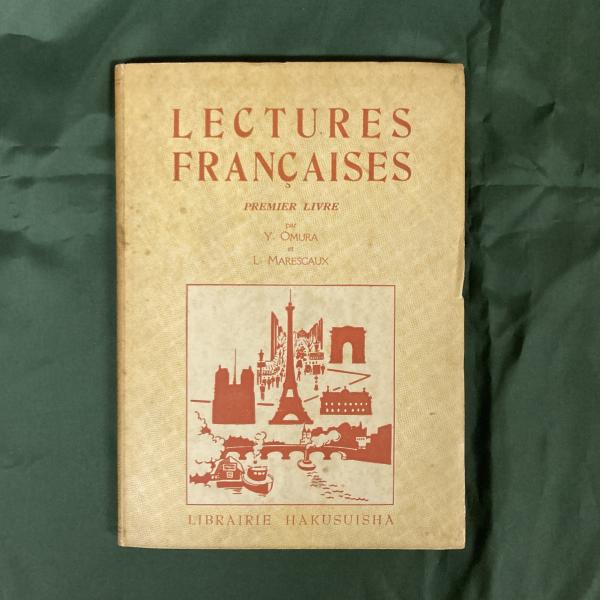 LECTURES
FRANÇAISES
PREMIER LIVRE
par
Y. OMURA
et
L. MARESCAUX
LIBRAIRIE HAKUSUISHA